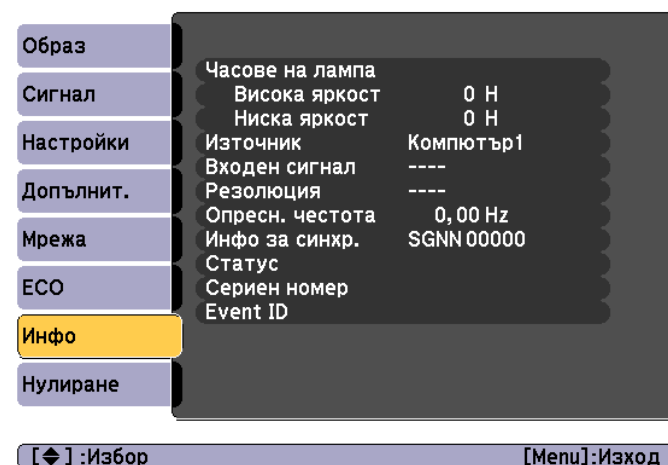 Образ
Сигнал
Настройки
Допълнит.
Мрежа
ECO
Инфо
Нулиране
Часове на лампа
Висока яркост 0 H
Ниска яркост 0 H
Източник Компютър1
Входен сигнал ----
Резолюция ----
Опресн. честота 0,00 Hz
Инфо за синхр. SGNN 00000
Статус
Сериен номер
Event ID
[◆] :Избор [Menu]:Изход